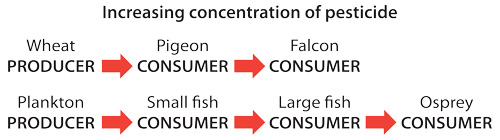 Increasing concentration of pesticide
Wheat Pigeon Falcon
PRODUCER CONSUMER CONSUMER
Plankton Small fish Large fish Osprey
PRODUCER CONSUMER CONSUMER CONSUMER